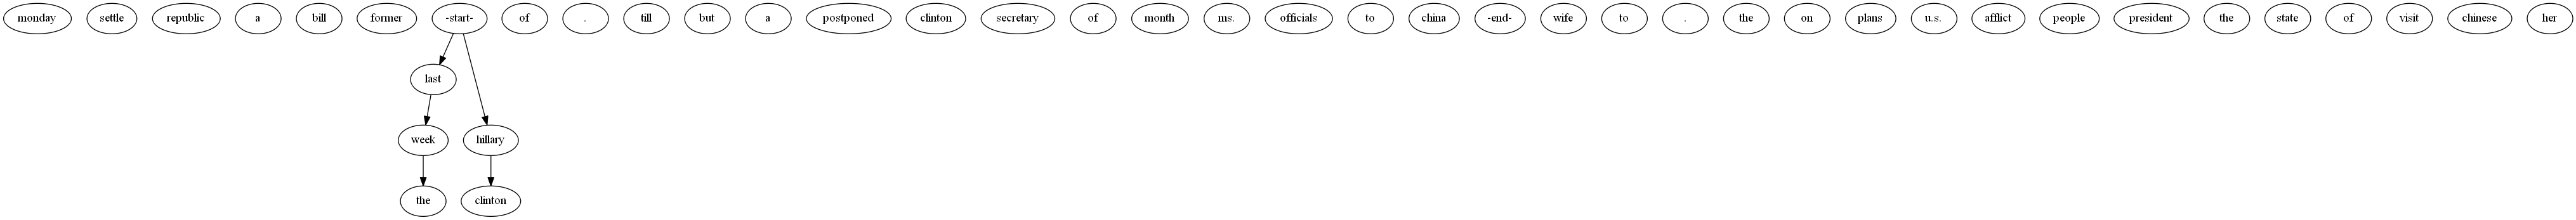 monday settle republic a bill former -start- of . till but a postponed clinton secretary of month ms. officials to china -end- wife to . the on plans u.s. afflict people president the state of visit chinese her
last
week hillary
the clinton